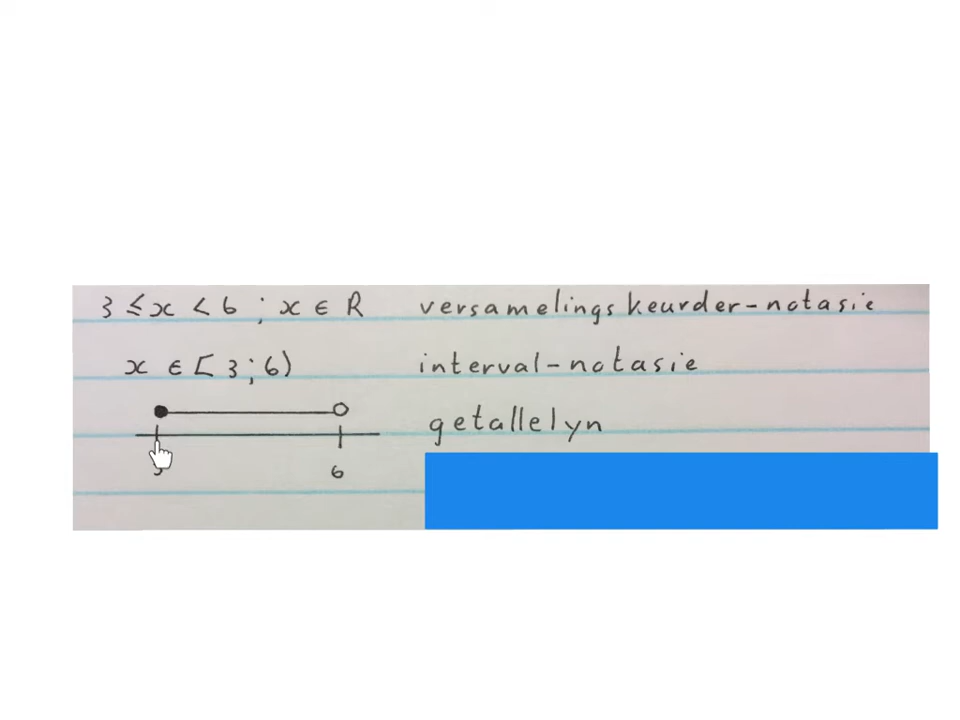 3 ≤ x < 6 ; x ∈ R versamelingskeurder-notasie
x ∈ [ 3 ; 6) interval-notasie
getallelyn
6